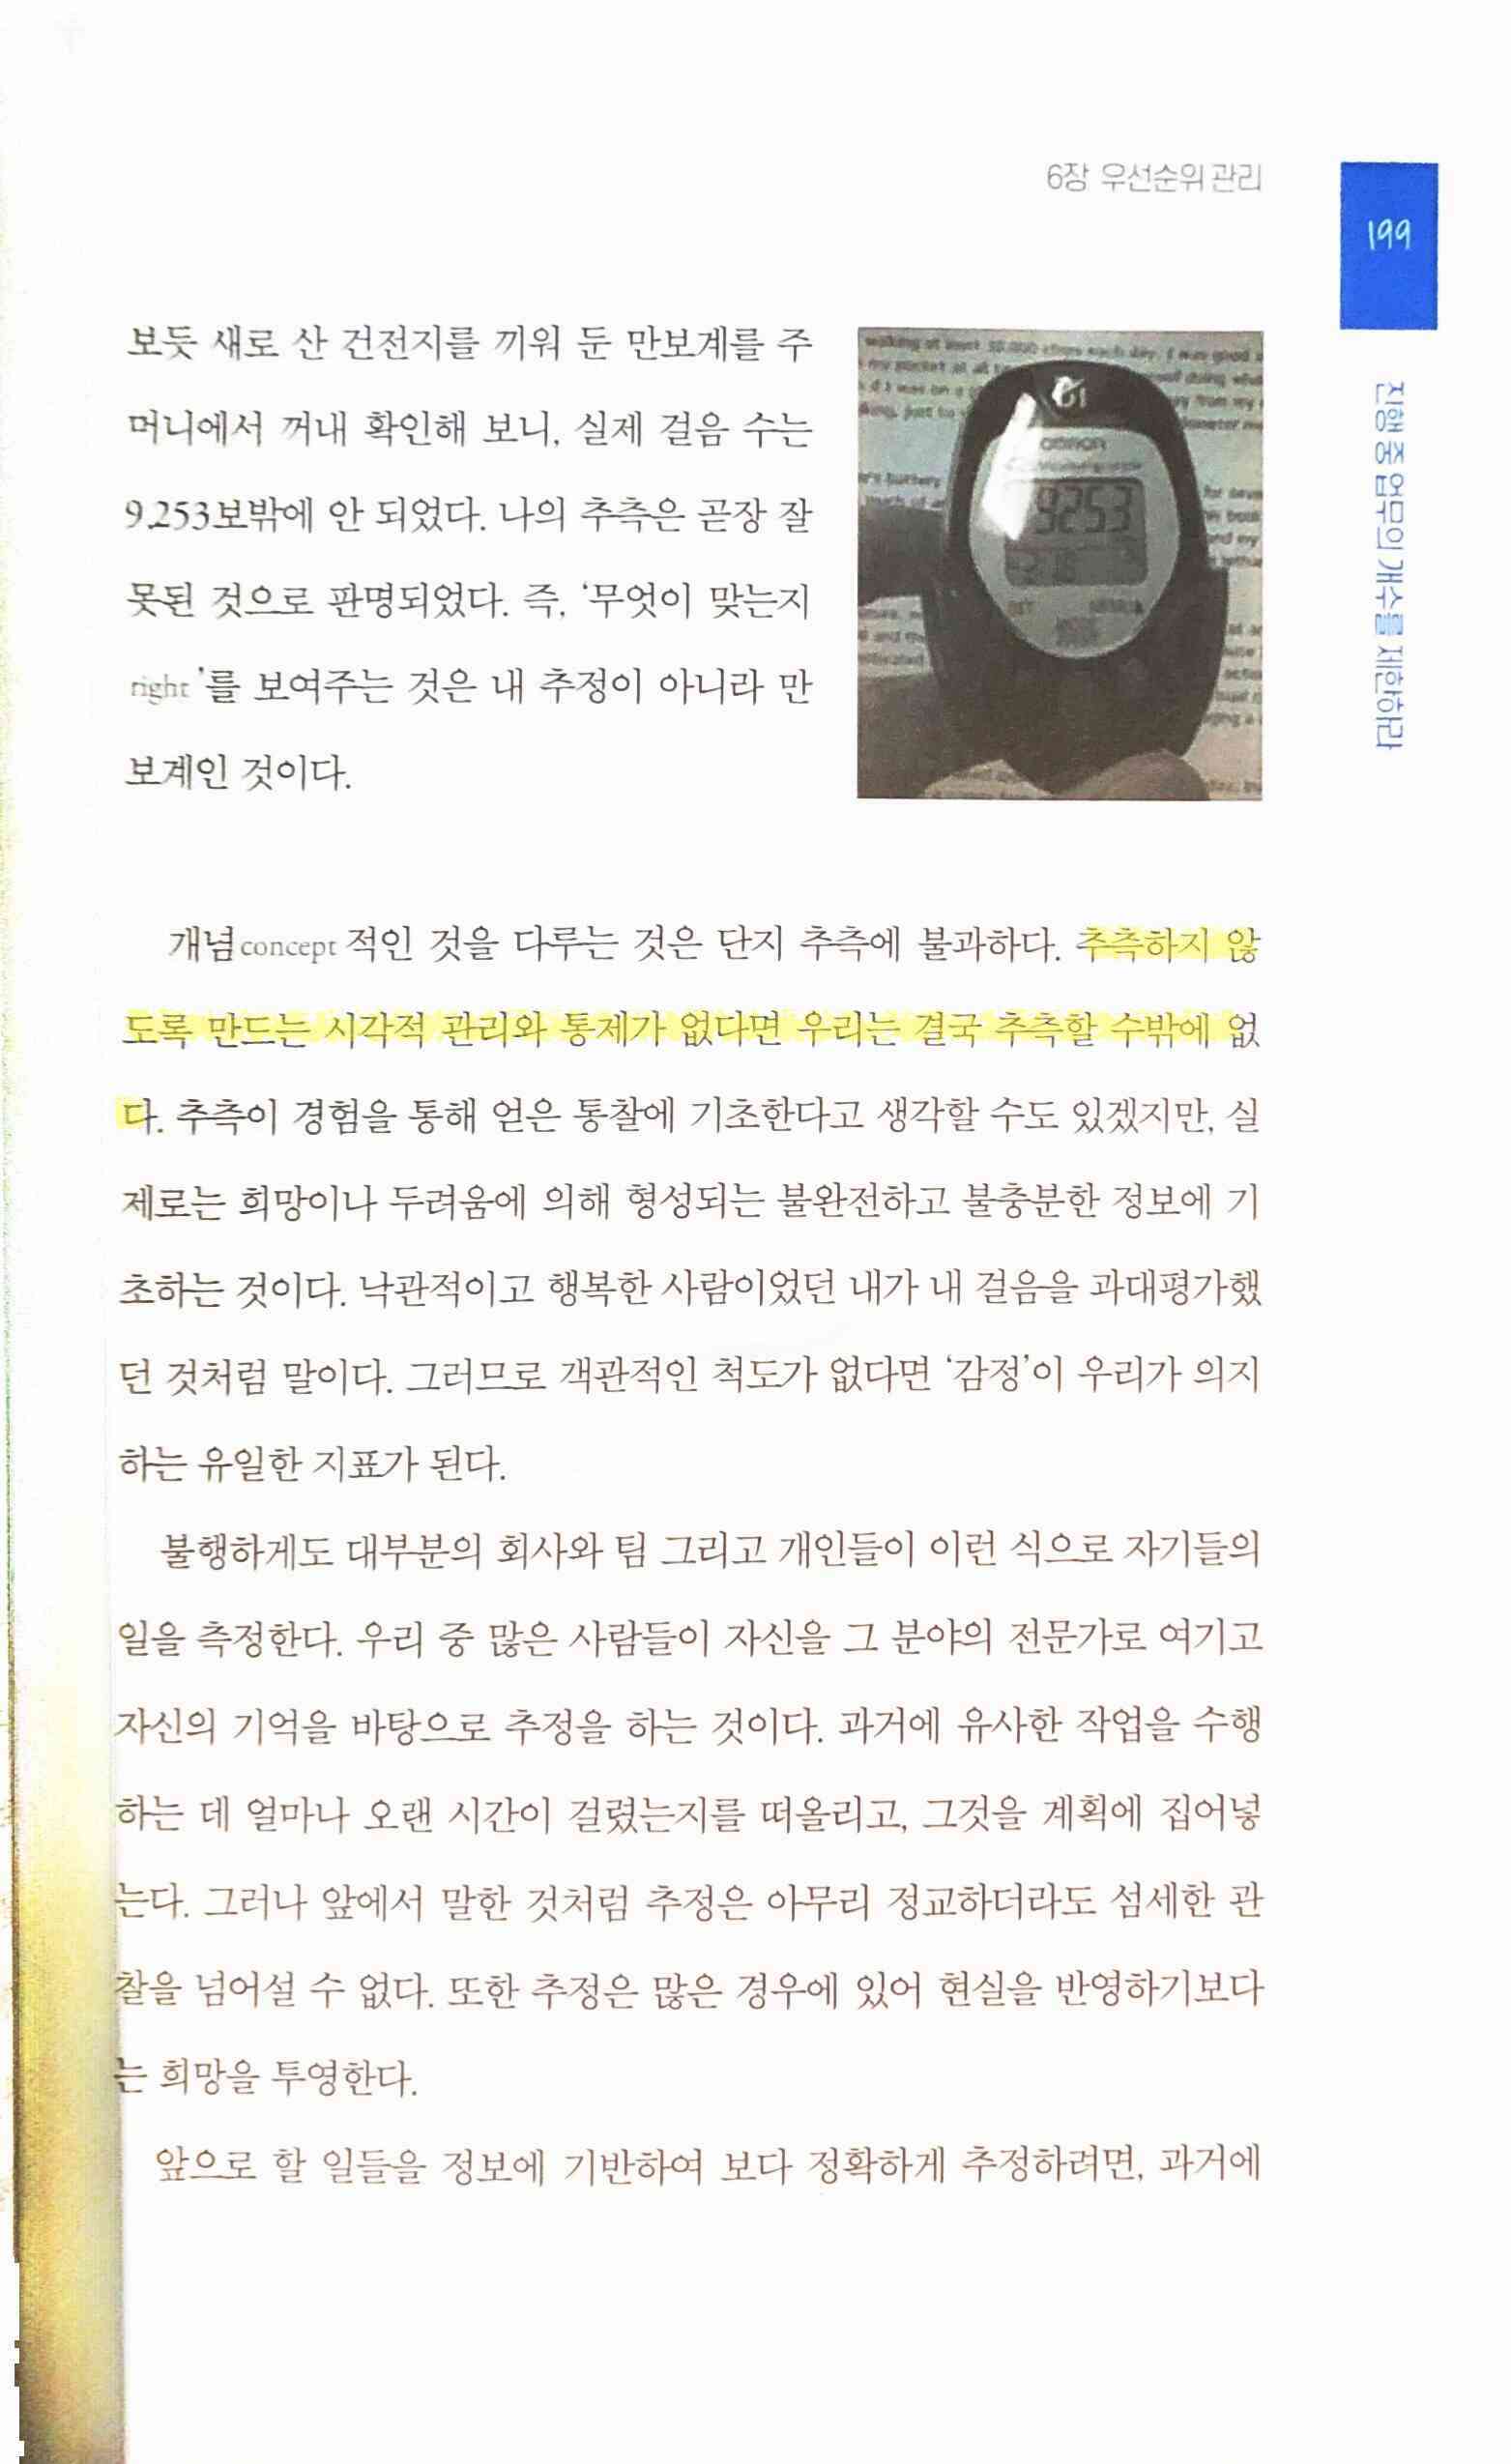 6장 우선순위 관리
199
진행 중 업무의 개수를 제한하라
보듯 새로 산 건전지를 끼워 둔 만보계를 주
머니에서 꺼내 확인해 보니, 실제 걸음 수는
9,253보밖에 안 되었다. 나의 추측은 곧장 잘
못된 것으로 판명되었다. 즉, ‘무엇이 맞는지
right’를 보여주는 것은 내 추정이 아니라 만
보계인 것이다.
OMRON
9253
개념concept적인 것을 다루는 것은 단지 추측에 불과하다. 추측하지 않
도록 만드는 시각적 관리와 통제가 없다면 우리는 결국 추측할 수밖에 없
다. 추측이 경험을 통해 얻은 통찰에 기초한다고 생각할 수도 있겠지만, 실
제로는 희망이나 두려움에 의해 형성되는 불완전하고 불충분한 정보에 기
초하는 것이다. 낙관적이고 행복한 사람이었던 내가 내 걸음을 과대평가했
던 것처럼 말이다. 그러므로 객관적인 척도가 없다면 ‘감정’이 우리가 의지
하는 유일한 지표가 된다.
불행하게도 대부분의 회사와 팀 그리고 개인들이 이런 식으로 자기들의
일을 측정한다. 우리 중 많은 사람들이 자신을 그 분야의 전문가로 여기고
자신의 기억을 바탕으로 추정을 하는 것이다. 과거에 유사한 작업을 수행
하는 데 얼마나 오랜 시간이 걸렸는지를 떠올리고, 그것을 계획에 집어넣
는다. 그러나 앞에서 말한 것처럼 추정은 아무리 정교하더라도 섬세한 관
찰을 넘어설 수 없다. 또한 추정은 많은 경우에 있어 현실을 반영하기보다
는 희망을 투영한다.
앞으로 할 일들을 정보에 기반하여 보다 정확하게 추정하려면, 과거에